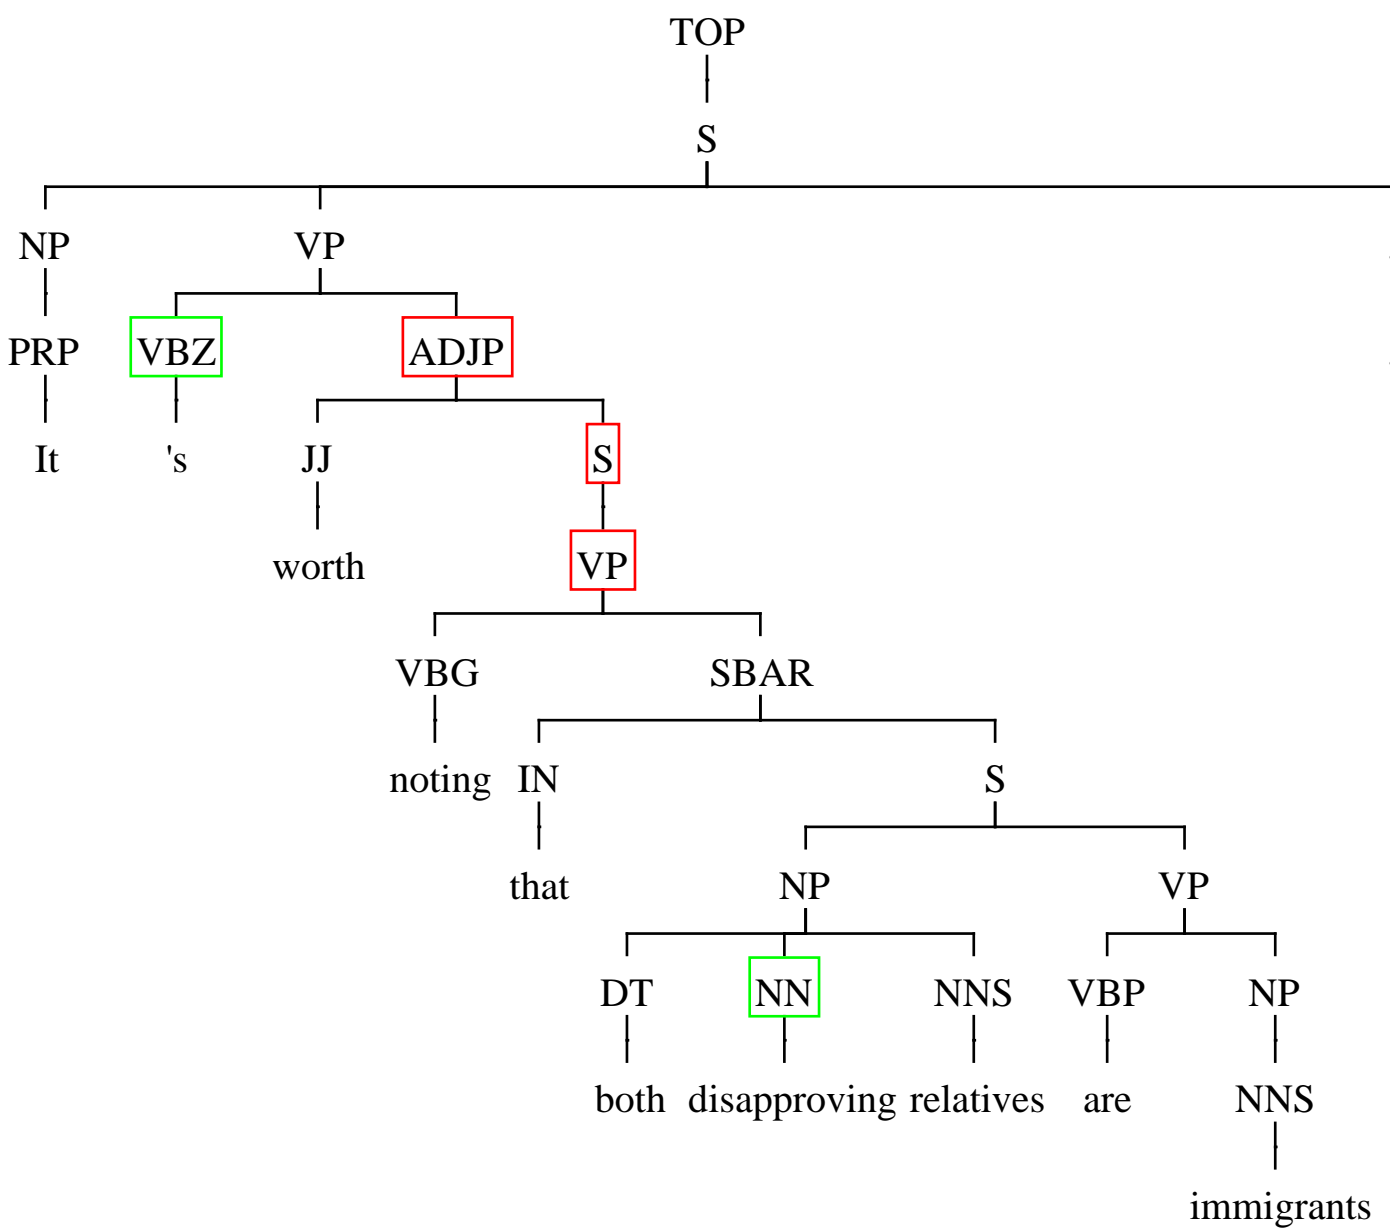 TOP
S
NP VP
PRP VBZ ADJP
It 's JJ S
worth VP
VBG SBAR
noting IN S
that NP VP
DT NN NNS VBP NP
both disapproving relatives are NNS
immigrants